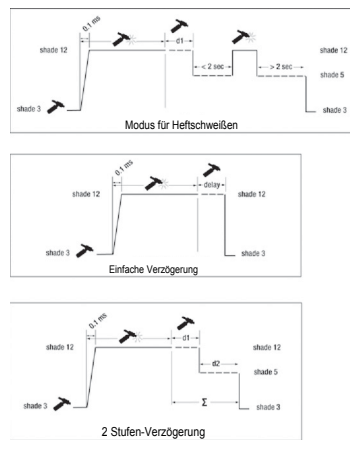 0.1 ms
shade 12 d1 shade 12
< 2 sec > 2 sec
shade 5
shade 3 shade 3
Modus für Heftschweißen
0.1 ms
shade 12 delay shade 12
shade 3 shade 3
Einfache Verzögerung
0.1 ms
shade 12 d1 shade 12
d2
shade 5
shade 3 Σ shade 3
2 Stufen-Verzögerung